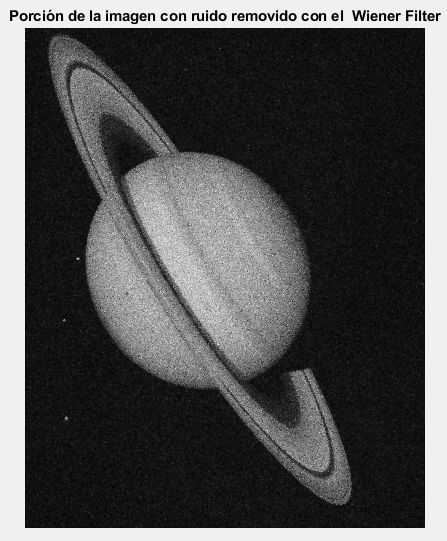 Porción de la imagen con ruido removido con el  Wiener Filter